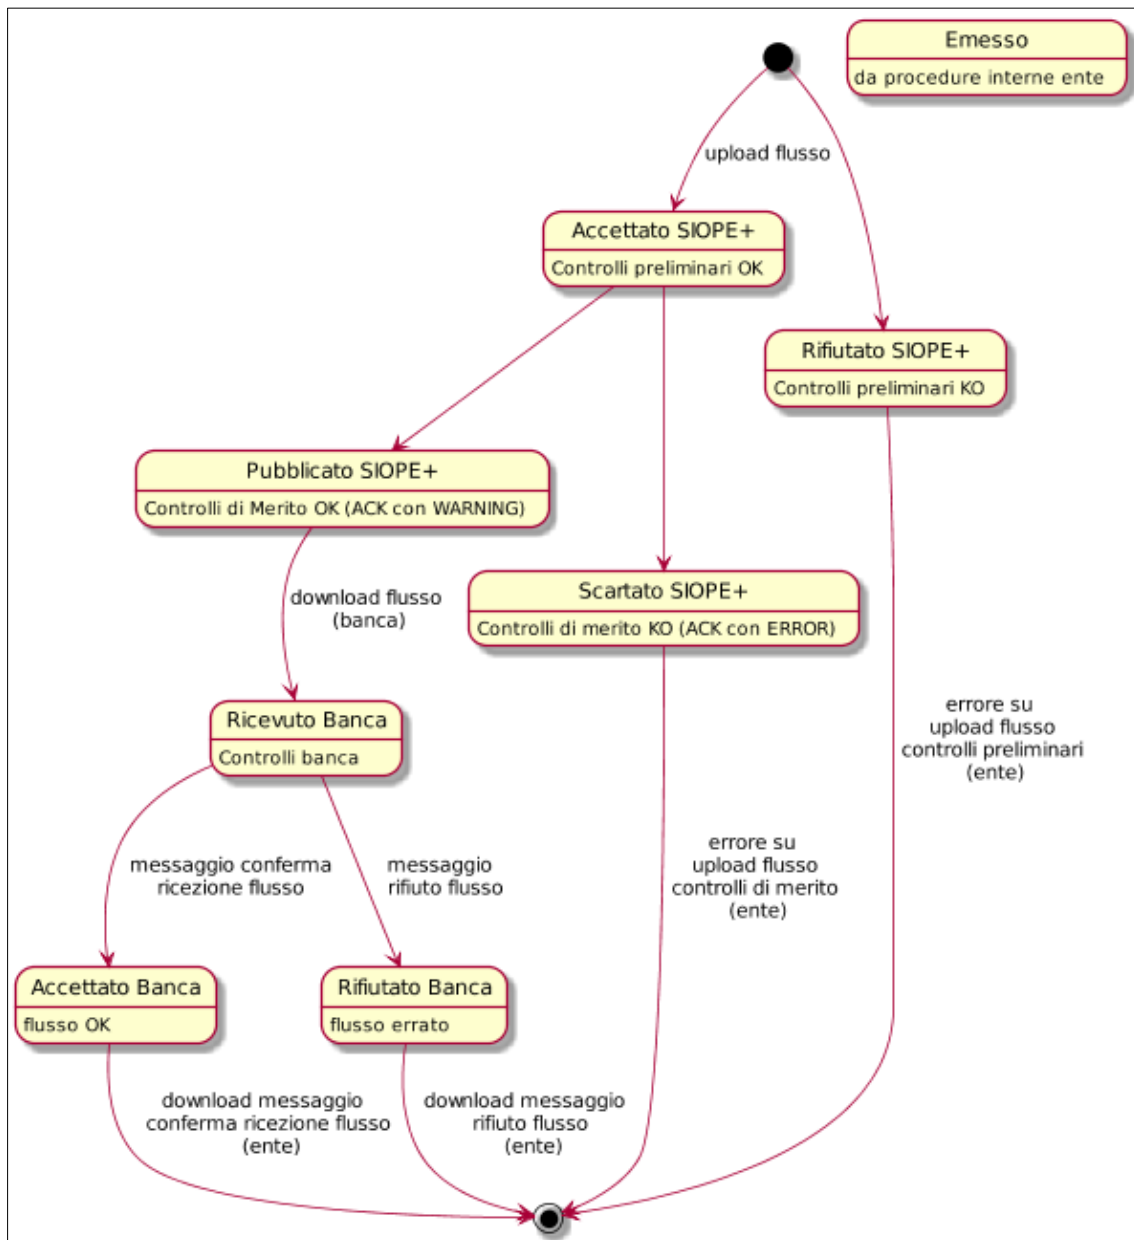 Emesso
da procedure interne ente
upload flusso
Accettato SIOPE+
Controlli preliminari OK
Rifiutato SIOPE+
Controlli preliminari KO
Pubblicato SIOPE+
Controlli di Merito OK (ACK con WARNING)
download flusso
(banca)
Scartato SIOPE+
Controlli di merito KO (ACK con ERROR)
Ricevuto Banca
Controlli banca
errore su
upload flusso
controlli preliminari
(ente)
messaggio conferma
ricezione flusso
messaggio
rifiuto flusso
errore su
upload flusso
controlli di merito
(ente)
Accettato Banca
flusso OK
Rifiutato Banca
flusso errato
download messaggio
conferma ricezione flusso
(ente)
download messaggio
rifiuto flusso
(ente)